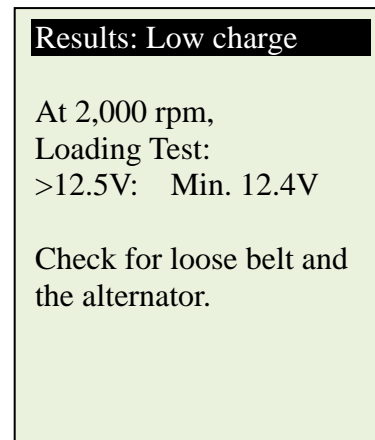 Results: Low charge
At 2,000 rpm,
Loading Test:
>12.5V: Min. 12.4V
Check for loose belt and
the alternator.